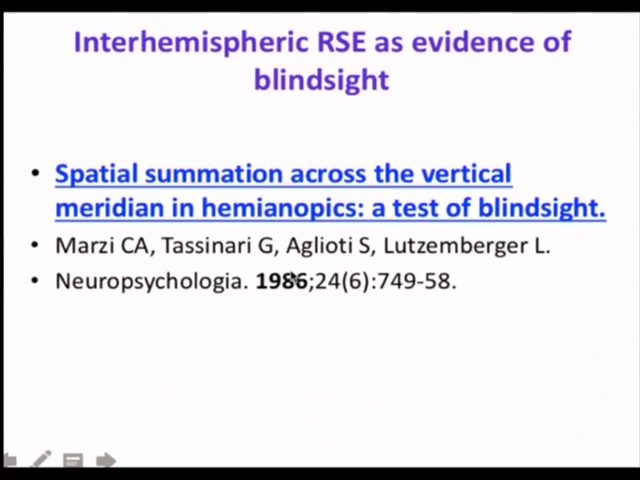 Interhemispheric RSE as evidence of
blindsight
• Spatial summation across the vertical
meridian in hemianopics: a test of blindsight.
• Marzi CA, Tassinari G, Aglioti S, Lutzemberger L.
• Neuropsychologia. 1986;24(6):749-58.